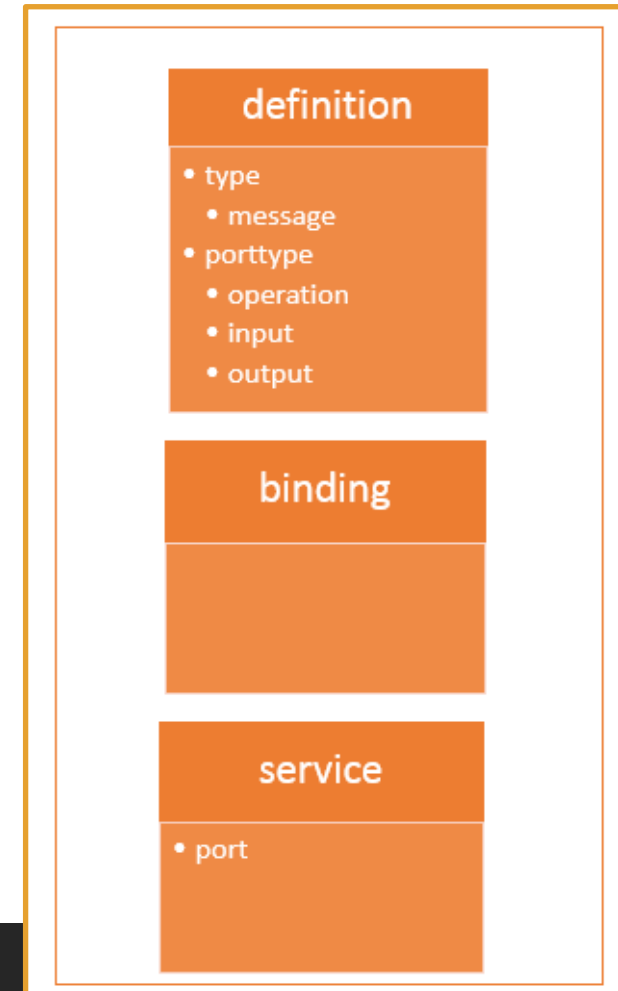 definition
• type
• message
• porttype
• operation
• input
• output
binding
service
• port